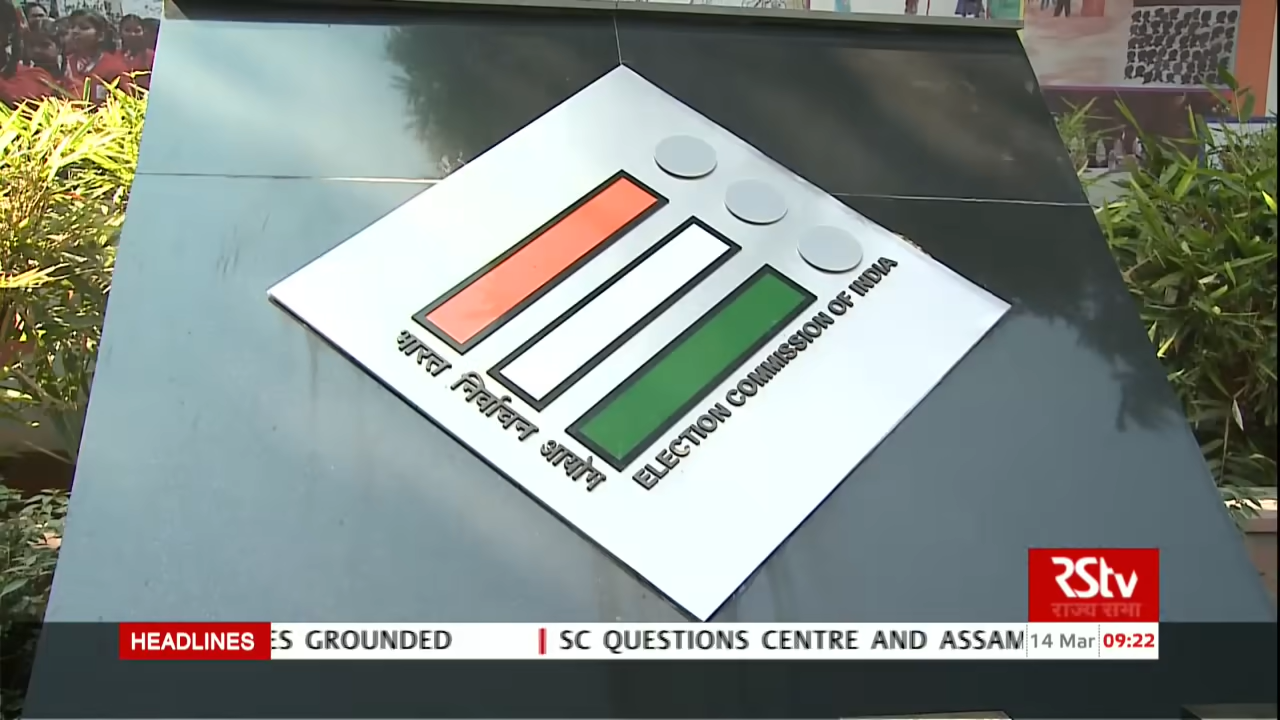 भारत निर्वाचन आयोग
ELECTION COMMISSION OF INDIA
RStv
राज्य सभा
HEADLINES
ES GROUNDED
SC QUESTIONS CENTRE AND ASSAM
14 Mar
09:22